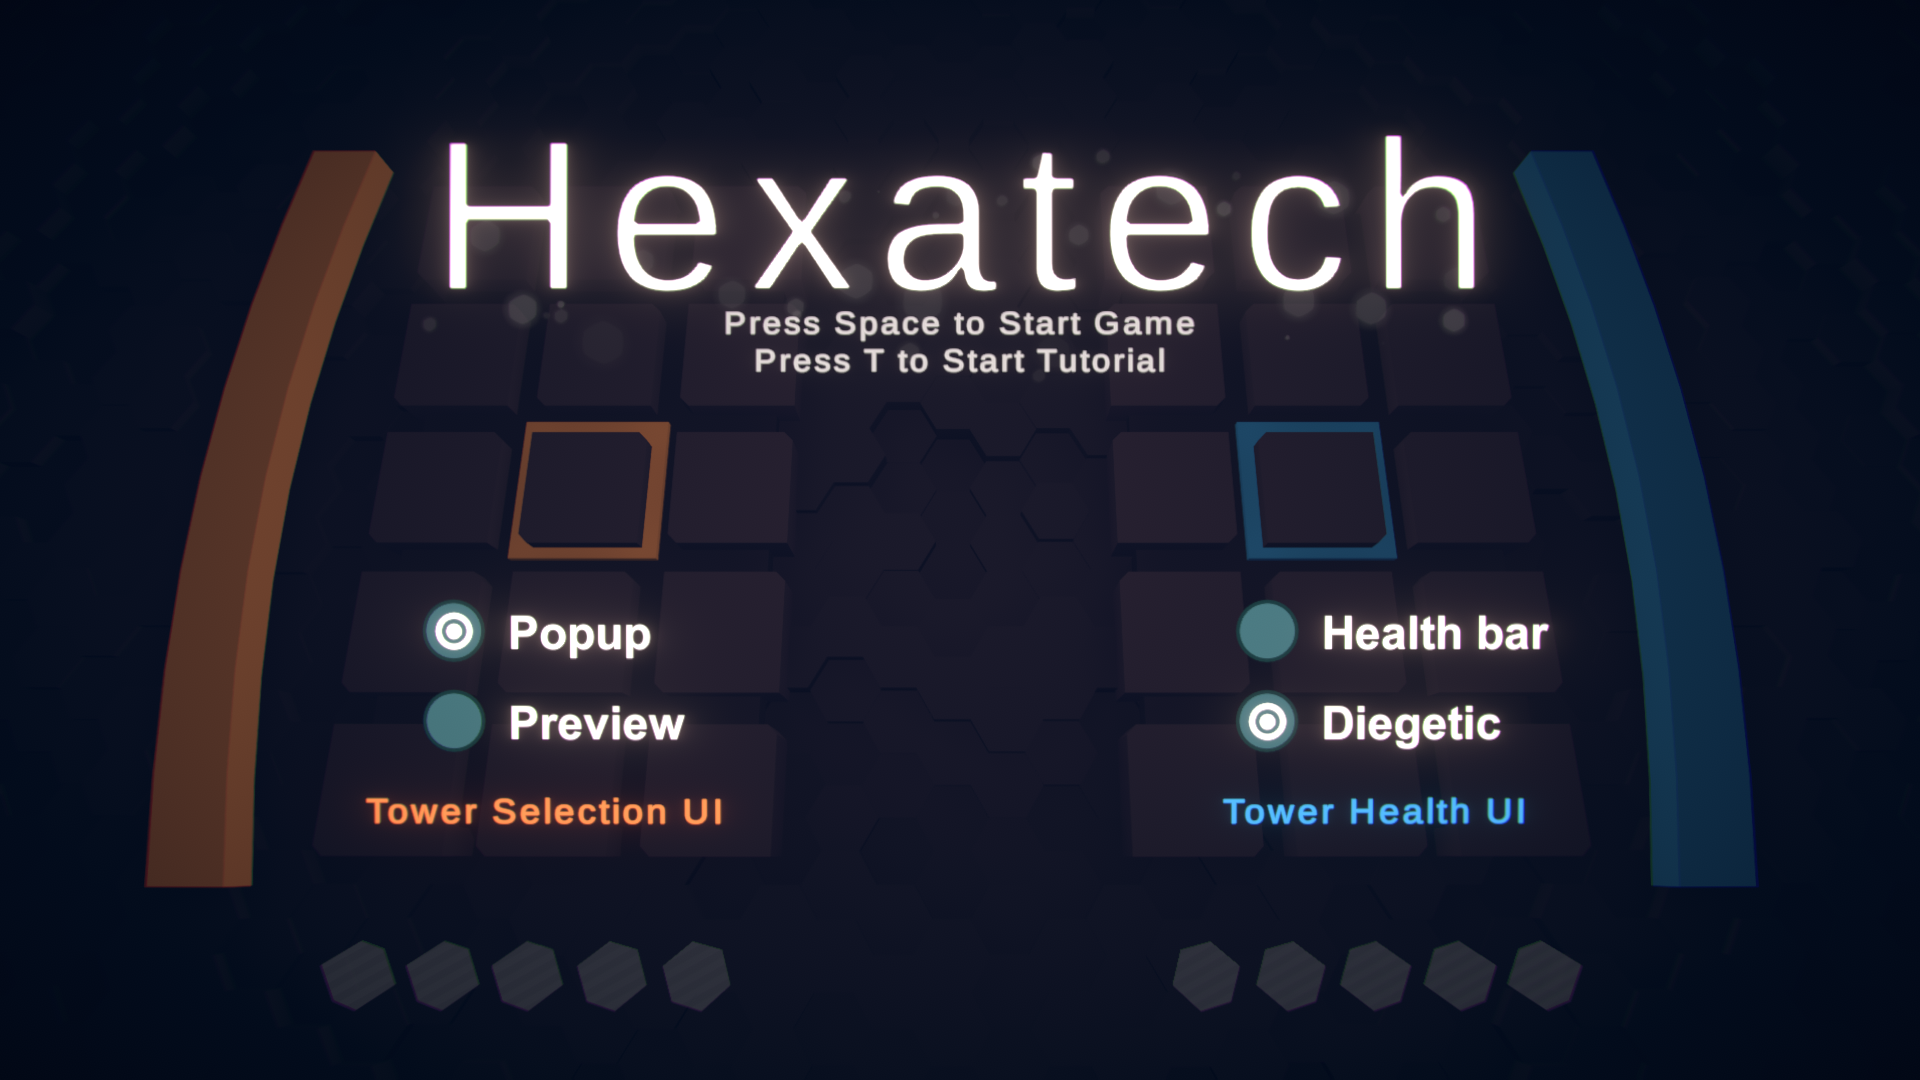 Hexatech
Press Space to Start Game
Press T to Start Tutorial
Popup
Preview
Tower Selection UI
Health bar
Diegetic
Tower Health UI